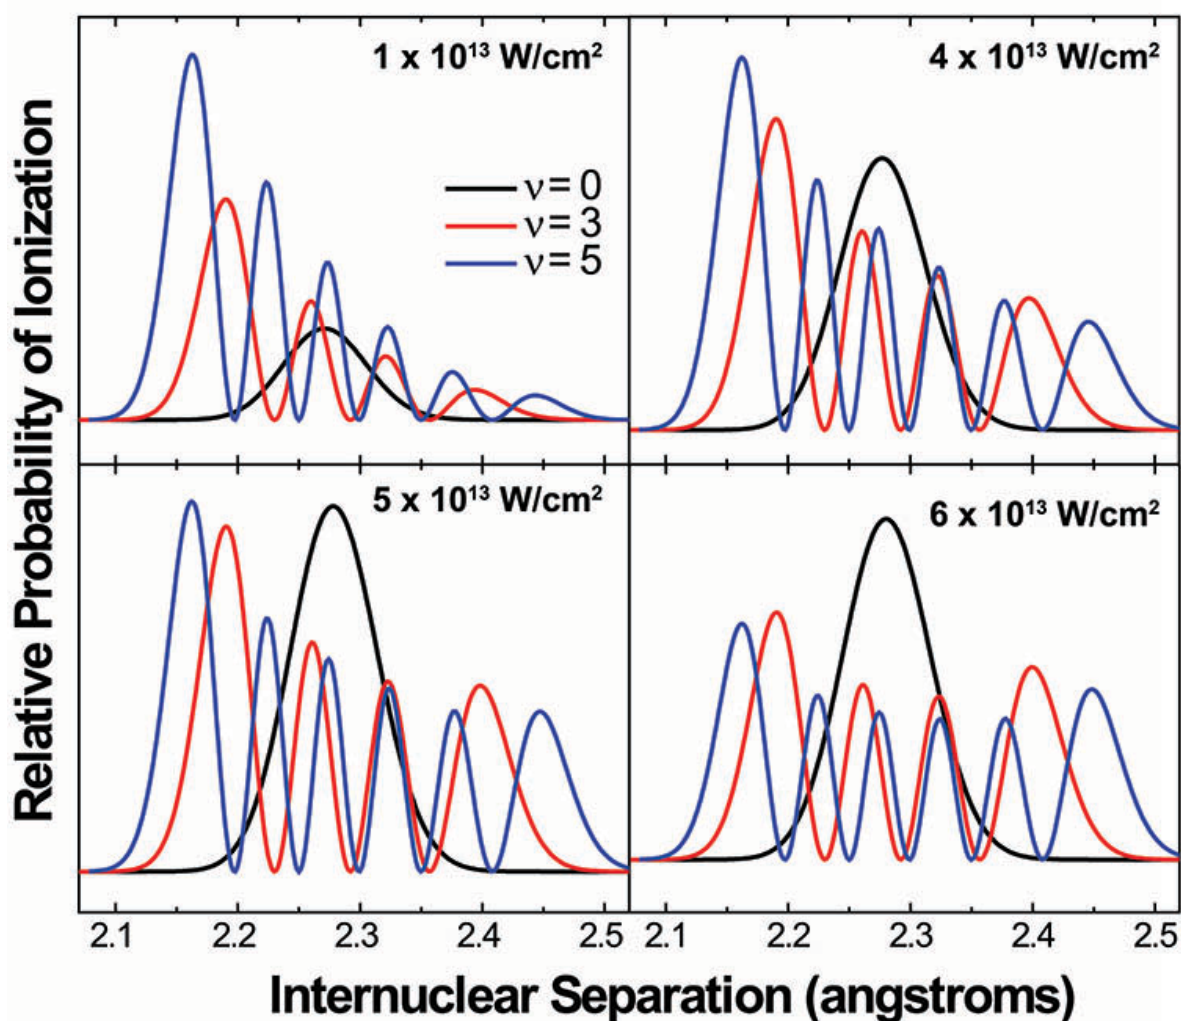 1 x 10¹³ W/cm²
4 x 10¹³ W/cm²
ν = 0
ν = 3
ν = 5
5 x 10¹³ W/cm²
6 x 10¹³ W/cm²
Relative Probability of Ionization
2.1 2.2 2.3 2.4 2.5 2.1 2.2 2.3 2.4 2.5
Internuclear Separation (angstroms)